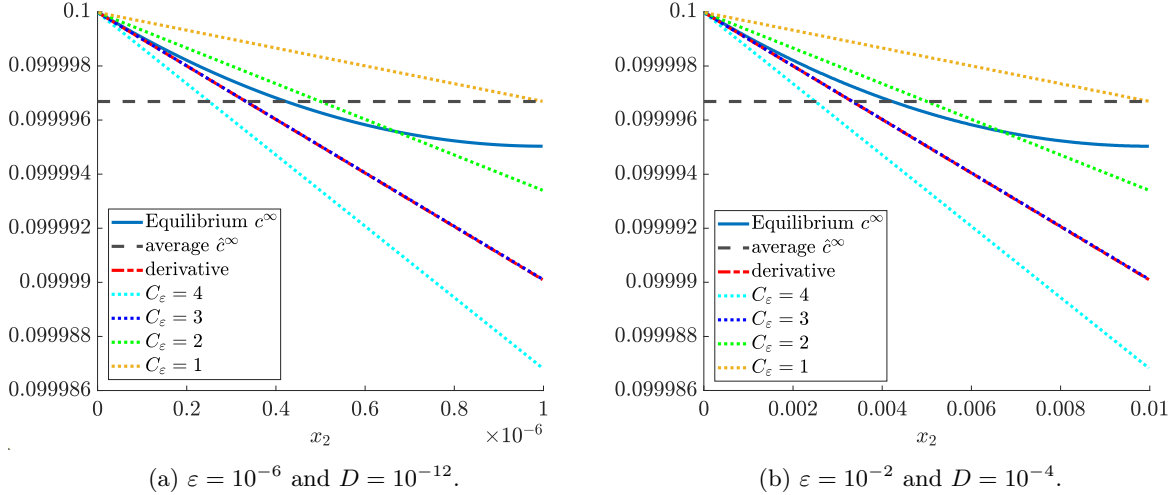 0.1
0.099998
0.099996
0.099994
0.099992
0.09999
0.099988
0.099986
Equilibrium c^∞
average ĉ^∞
derivative
C_ε = 4
C_ε = 3
C_ε = 2
C_ε = 1
0 0.2 0.4 0.6 0.8 1
x_2 ×10^{-6}
(a) ε = 10^{-6} and D = 10^{-12}.
0.1
0.099998
0.099996
0.099994
0.099992
0.09999
0.099988
0.099986
Equilibrium c^∞
average ĉ^∞
derivative
C_ε = 4
C_ε = 3
C_ε = 2
C_ε = 1
0 0.002 0.004 0.006 0.008 0.01
x_2
(b) ε = 10^{-2} and D = 10^{-4}.